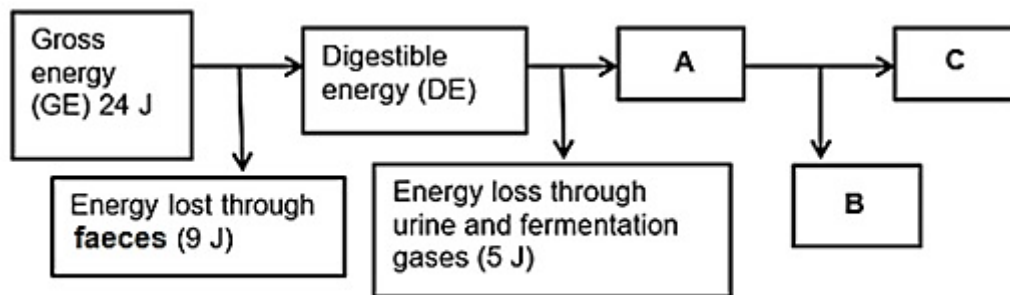 Gross
energy
(GE) 24 J
Digestible
energy (DE)
A
C
Energy lost through
faeces (9 J)
Energy loss through
urine and fermentation
gases (5 J)
B